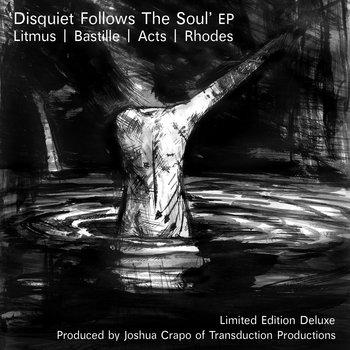 ‘Disquiet Follows The Soul’ EP
Litmus | Bastille | Acts | Rhodes
Limited Edition Deluxe
Produced by Joshua Crapo of Transduction Productions